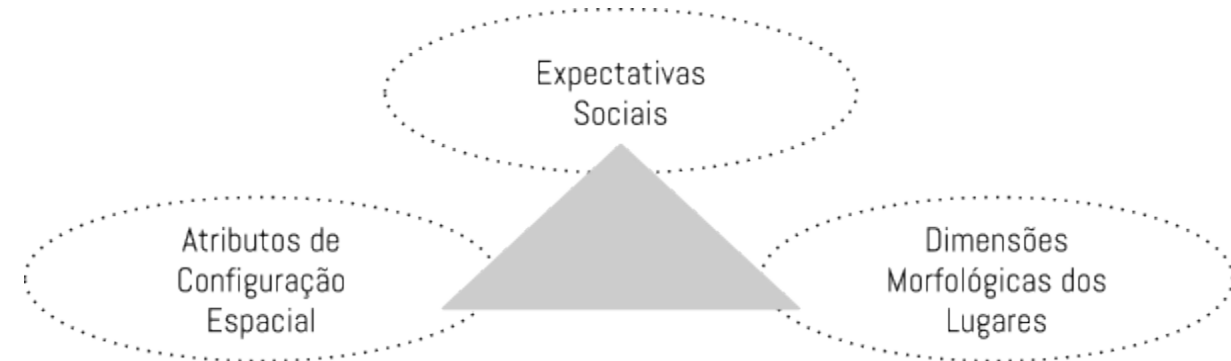 Expectativas
Sociais
Atributos de
Configuração
Espacial
Dimensões
Morfológicas dos
Lugares